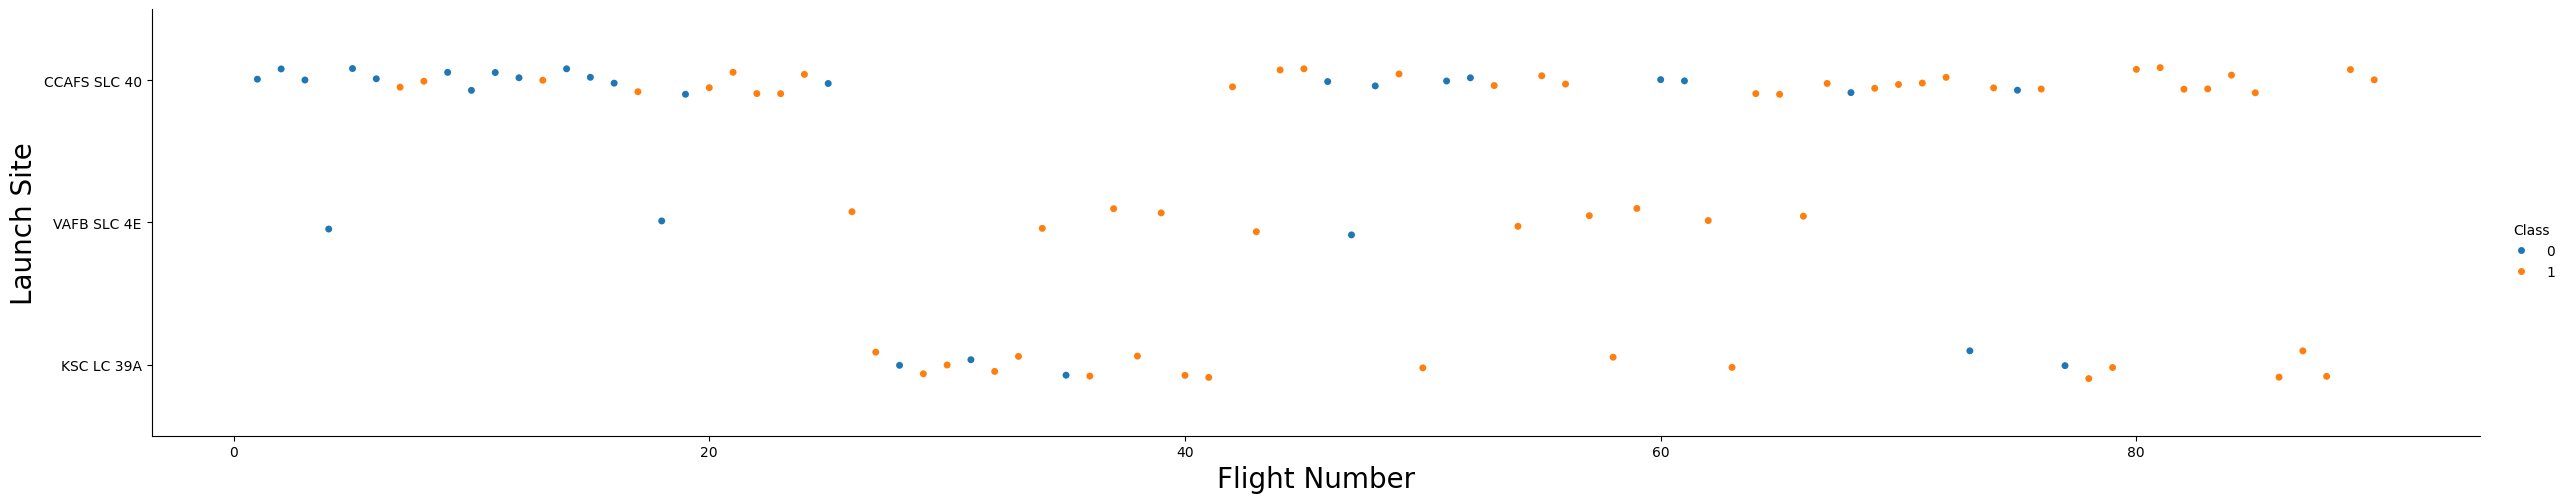 Launch Site
CCAFS SLC 40
VAFB SLC 4E
KSC LC 39A
0 20 40 60 80
Flight Number
Class
0
1